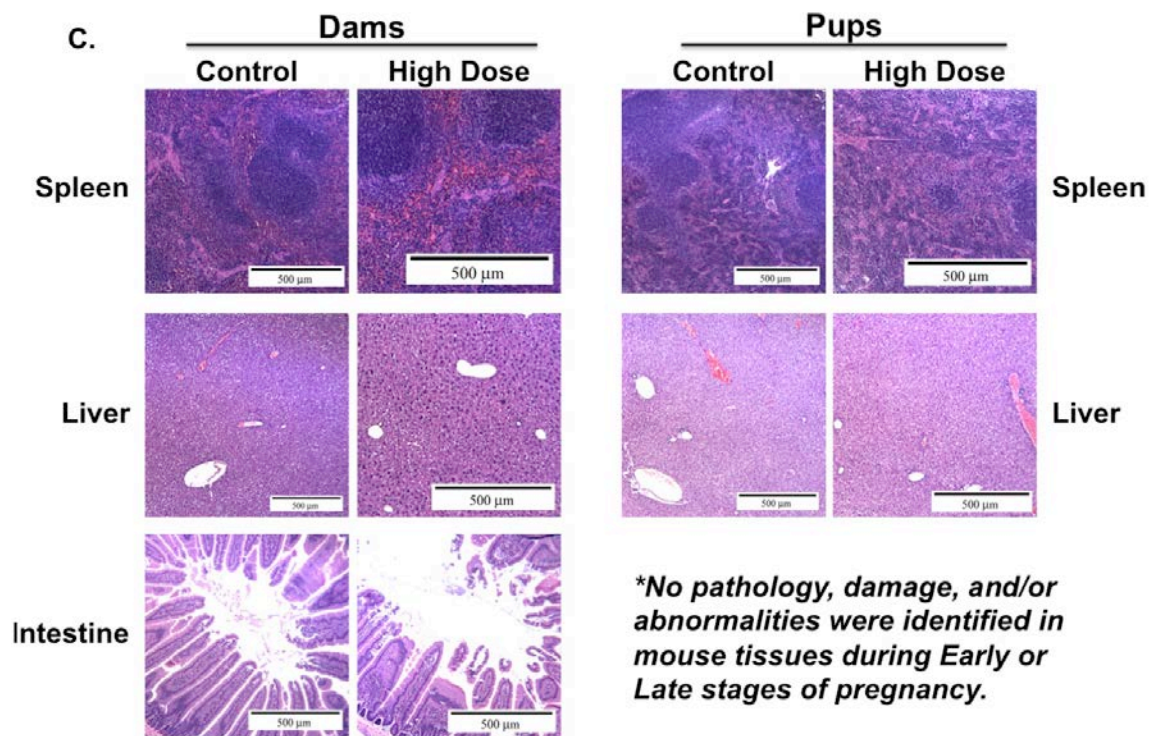 C.
Dams
Pups
Control
High Dose
Control
High Dose
Spleen
500 µm
500 µm
500 µm
500 µm
Spleen
Liver
500 µm
500 µm
500 µm
500 µm
Liver
Intestine
500 µm
500 µm
*No pathology, damage, and/or
abnormalities were identified in
mouse tissues during Early or
Late stages of pregnancy.